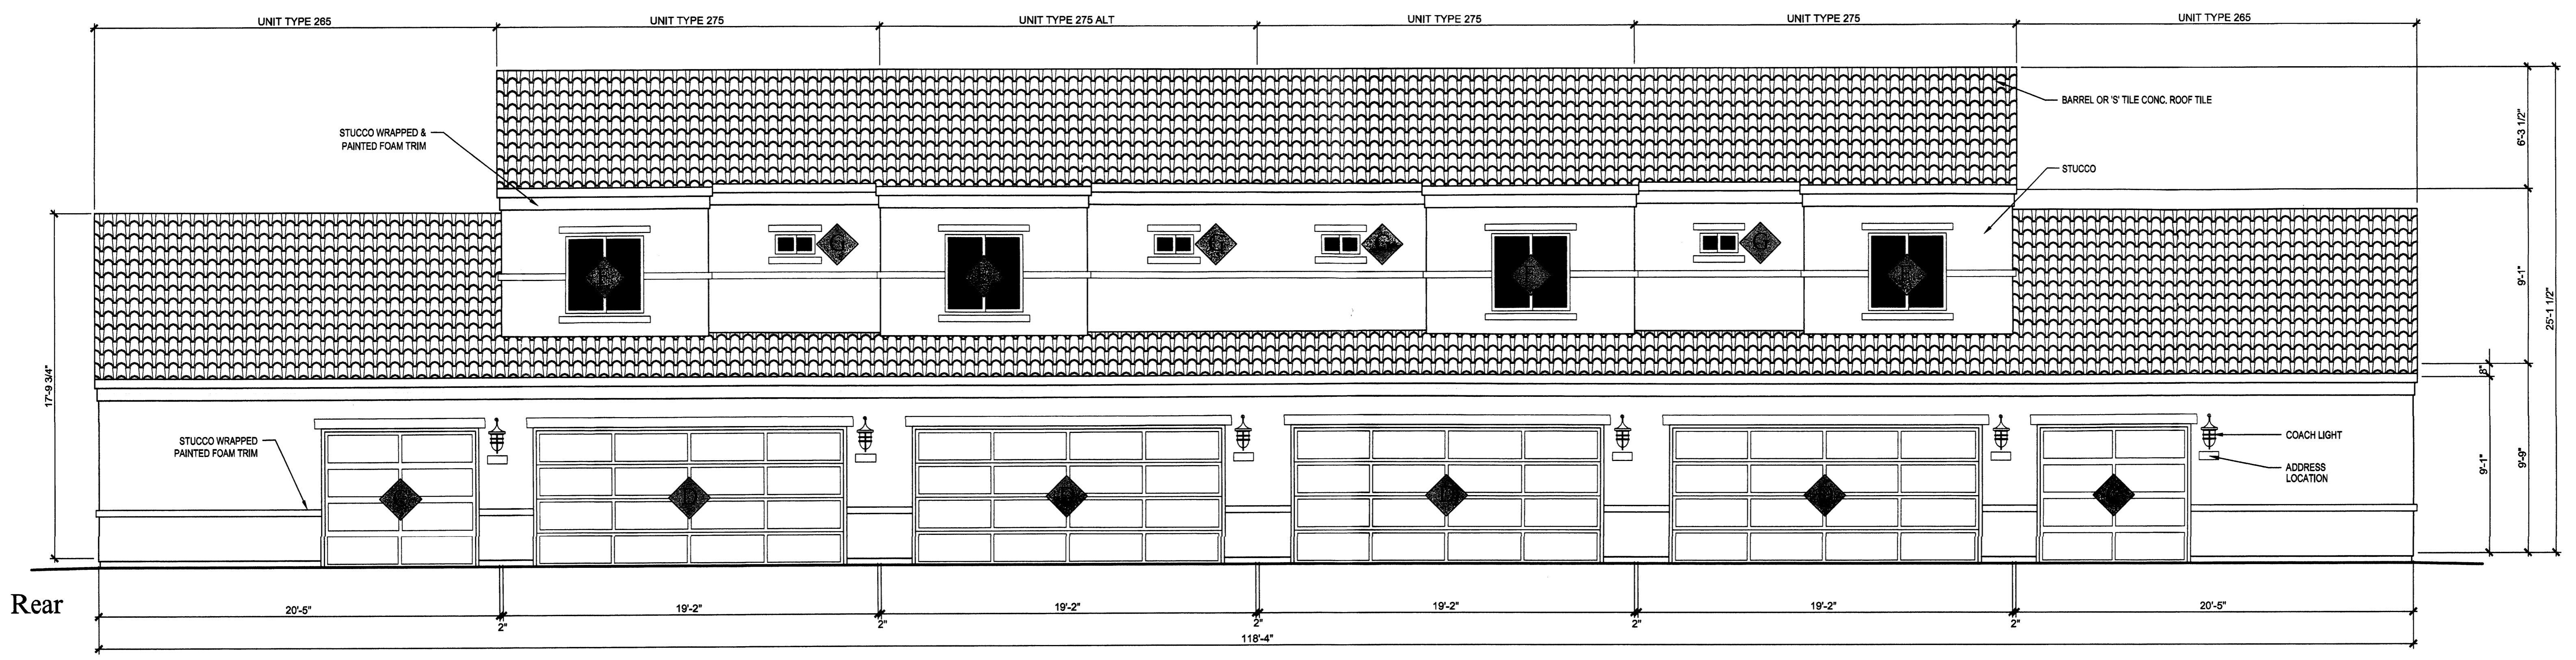 UNIT TYPE 265
UNIT TYPE 275
UNIT TYPE 275 ALT
UNIT TYPE 275
UNIT TYPE 275
UNIT TYPE 265
STUCCO WRAPPED &
PAINTED FOAM TRIM
BARREL OR 'S' TILE CONC. ROOF TILE
STUCCO
6'-3 1/2"
9'-1"
25'-1 1/2"
17'-9 3/4"
8"
9'-1"
9'-9"
STUCCO WRAPPED
PAINTED FOAM TRIM
COACH LIGHT
ADDRESS
LOCATION
G
G
D
Rear
20'-5"
19'-2"
19'-2"
19'-2"
19'-2"
20'-5"
2"
2"
2"
2"
2"
118'-4"